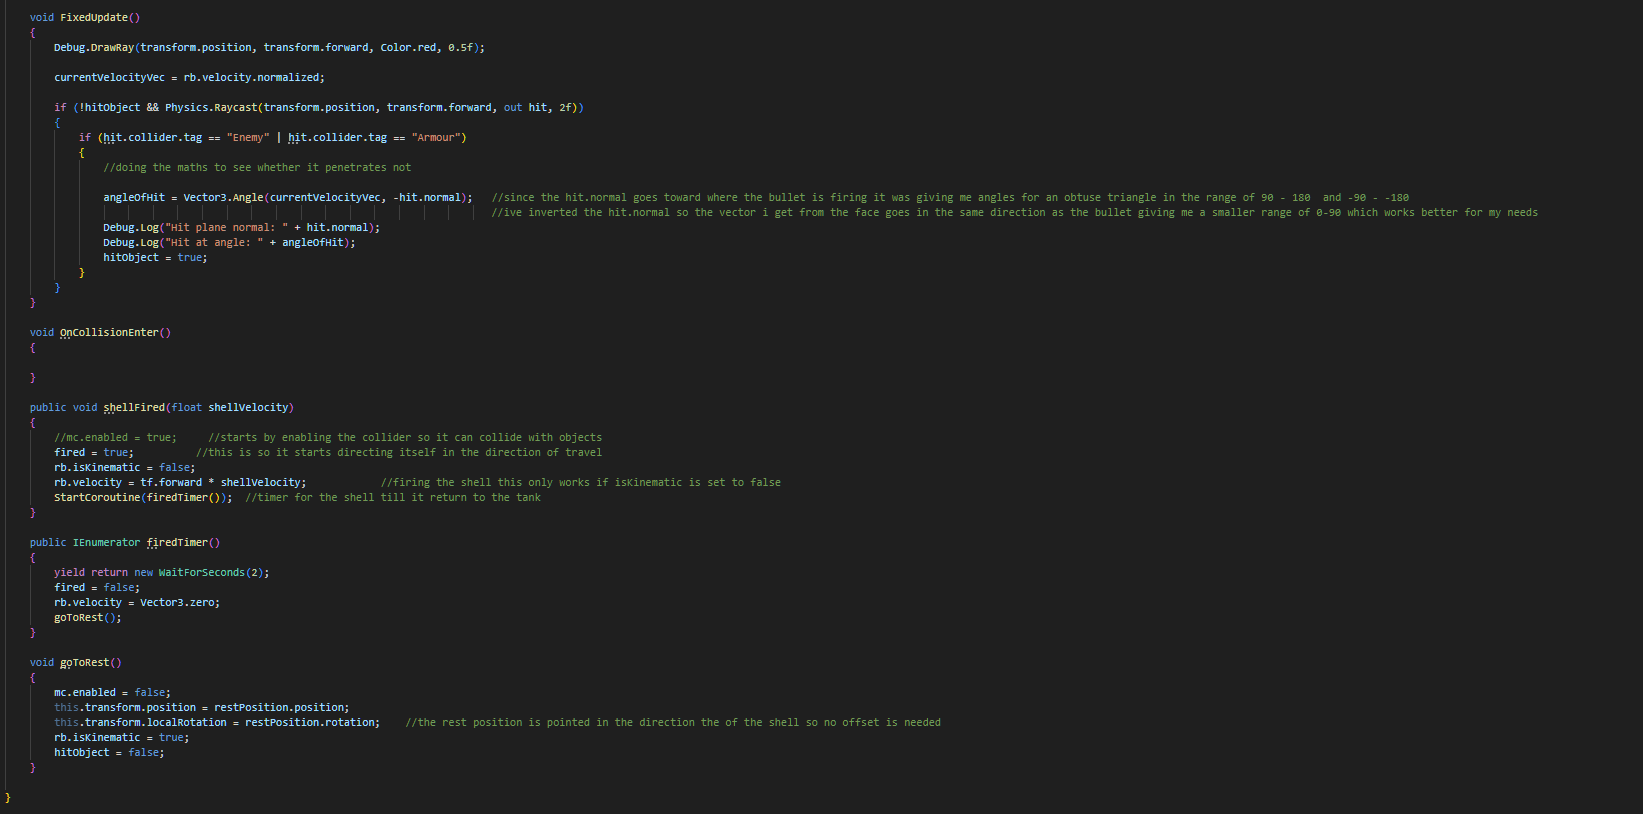 void FixedUpdate()
{
Debug.DrawRay(transform.position, transform.forward, Color.red, 0.5f);
currentVelocityVec = rb.velocity.normalized;
if (!hitObject && Physics.Raycast(transform.position, transform.forward, out hit, 2f))
{
if (hit.collider.tag == "Enemy" | hit.collider.tag == "Armour")
{
//doing the maths to see whether it penetrates not
angleOfHit = Vector3.Angle(currentVelocityVec, -hit.normal);   //since the hit.normal goes toward where the bullet is firing it was giving me angles for an obtuse triangle in the range of 90 - 180  and -90 - -180
//ive inverted the hit.normal so the vector i get from the face goes in the same direction as the bullet giving me a smaller range of 0-90 which works better for my needs
Debug.Log("Hit plane normal: " + hit.normal);
Debug.Log("Hit at angle: " + angleOfHit);
hitObject = true;
}
}
}
void OnCollisionEnter()
{
}
public void shellFired(float shellVelocity)
{
//mc.enabled = true;     //starts by enabling the collider so it can collide with objects
fired = true;          //this is so it starts directing itself in the direction of travel
rb.isKinematic = false;
rb.velocity = tf.forward * shellVelocity;            //firing the shell this only works if isKinematic is set to false
StartCoroutine(firedTimer());  //timer for the shell till it return to the tank
}
public IEnumerator firedTimer()
{
yield return new WaitForSeconds(2);
fired = false;
rb.velocity = Vector3.zero;
goToRest();
}
void goToRest()
{
mc.enabled = false;
this.transform.position = restPosition.position;
this.transform.localRotation = restPosition.rotation;    //the rest position is pointed in the direction the of the shell so no offset is needed
rb.isKinematic = true;
hitObject = false;
}
}